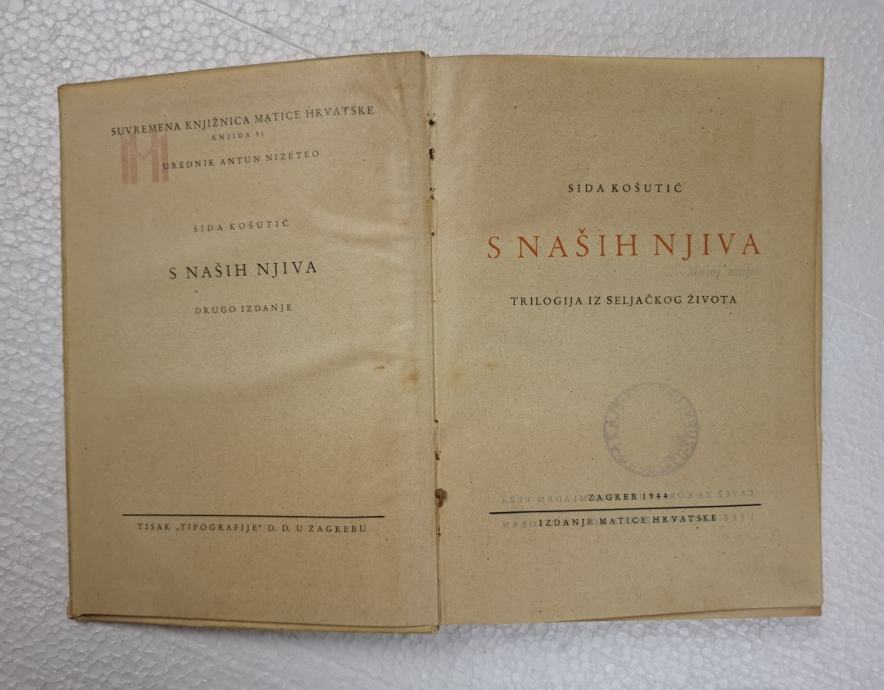 SUVREMENA KNJIŽNICA MATICE HRVATSKE
KNJIGA
UREDNIK ANTUN NIZETEO
SIDA KOŠUTIĆ
S NAŠIH NJIVA
DRUGO IZDANJE
TISAK „TIPOGRAFIJE" D. D. U ZAGREBU
SIDA KOŠUTIĆ
S NAŠIH NJIVA
TRILOGIJA IZ SELJAČKOG ŽIVOTA
ZAGREB 1944
IZDANJE MATICE HRVATSKE